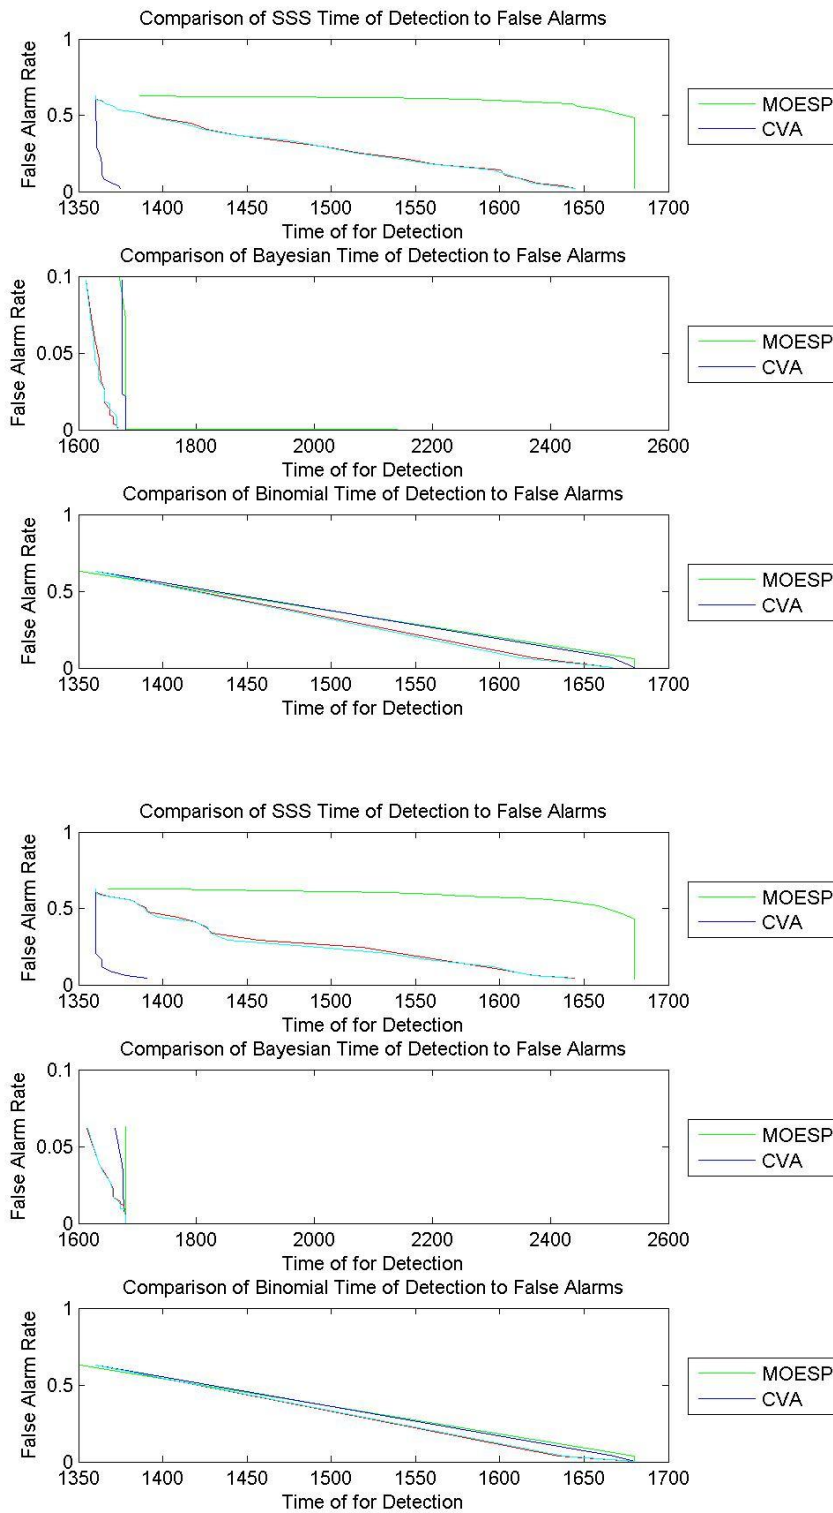 Comparison of SSS Time of Detection to False Alarms
1
0.5
0
False Alarm Rate
1350 1400 1450 1500 1550 1600 1650 1700
Time of for Detection
MOESP
CVA
Comparison of Bayesian Time of Detection to False Alarms
0.1
0.05
0
False Alarm Rate
1600 1800 2000 2200 2400 2600
Time of for Detection
MOESP
CVA
Comparison of Binomial Time of Detection to False Alarms
1
0.5
0
False Alarm Rate
1350 1400 1450 1500 1550 1600 1650 1700
Time of for Detection
MOESP
CVA
Comparison of SSS Time of Detection to False Alarms
1
0.5
0
False Alarm Rate
1350 1400 1450 1500 1550 1600 1650 1700
Time of for Detection
MOESP
CVA
Comparison of Bayesian Time of Detection to False Alarms
0.1
0.05
0
False Alarm Rate
1600 1800 2000 2200 2400 2600
Time of for Detection
MOESP
CVA
Comparison of Binomial Time of Detection to False Alarms
1
0.5
0
False Alarm Rate
1350 1400 1450 1500 1550 1600 1650 1700
Time of for Detection
MOESP
CVA